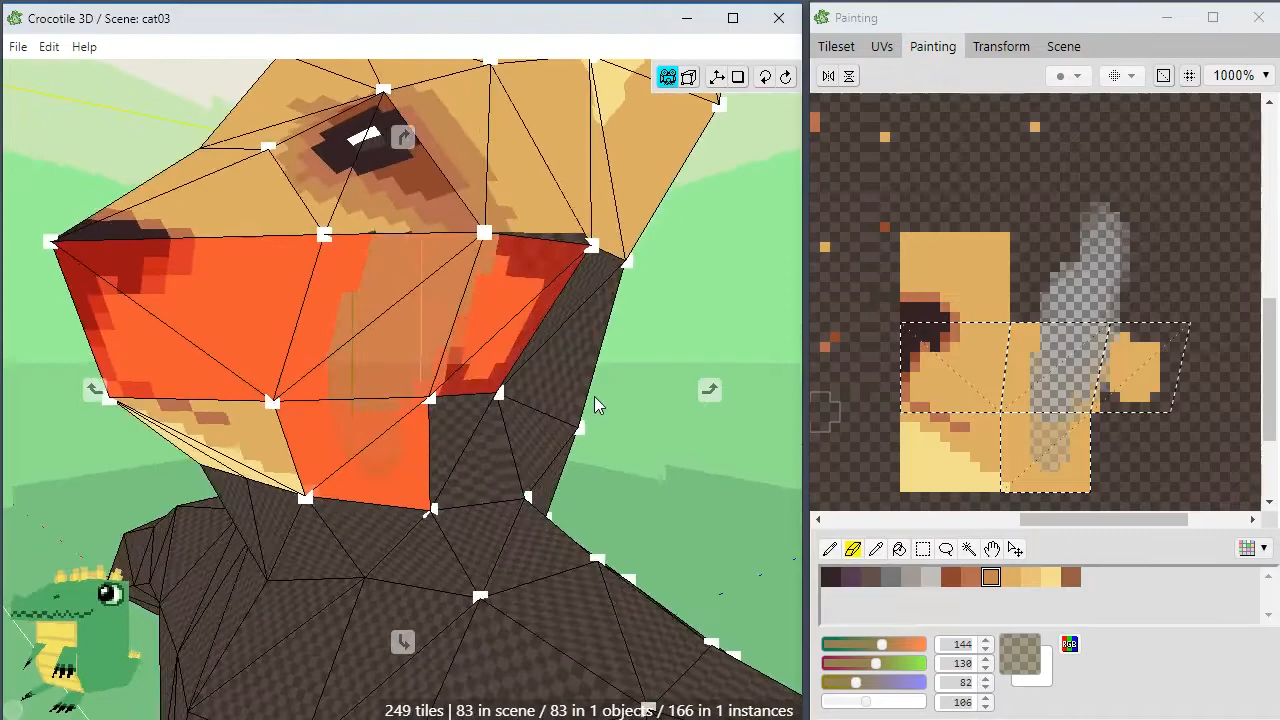 Crocotile 3D / Scene: cat03
File Edit Help
249 tiles | 83 in scene / 83 in 1 objects / 166 in 1 instances
Painting
Tileset UVs Painting Transform Scene
1000%
144
130
82
106
RGB